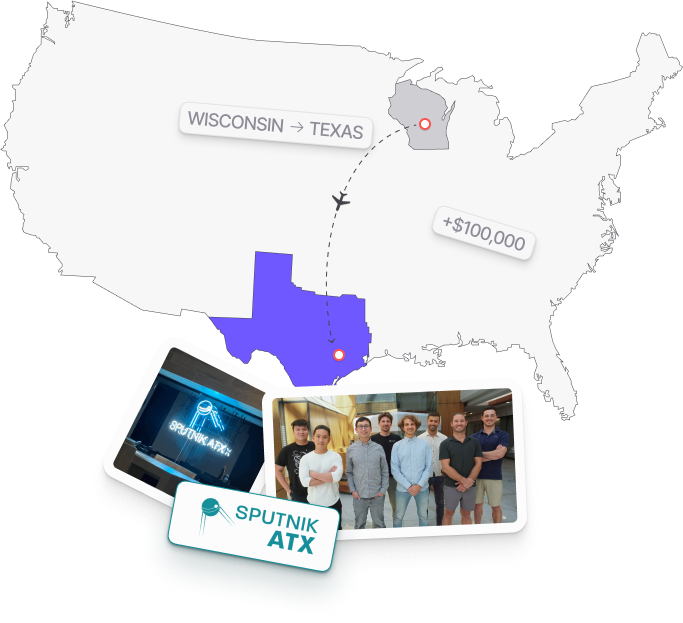 WISCONSIN → TEXAS
+$100,000
SPUTNIK ATX
SPUTNIK
ATX